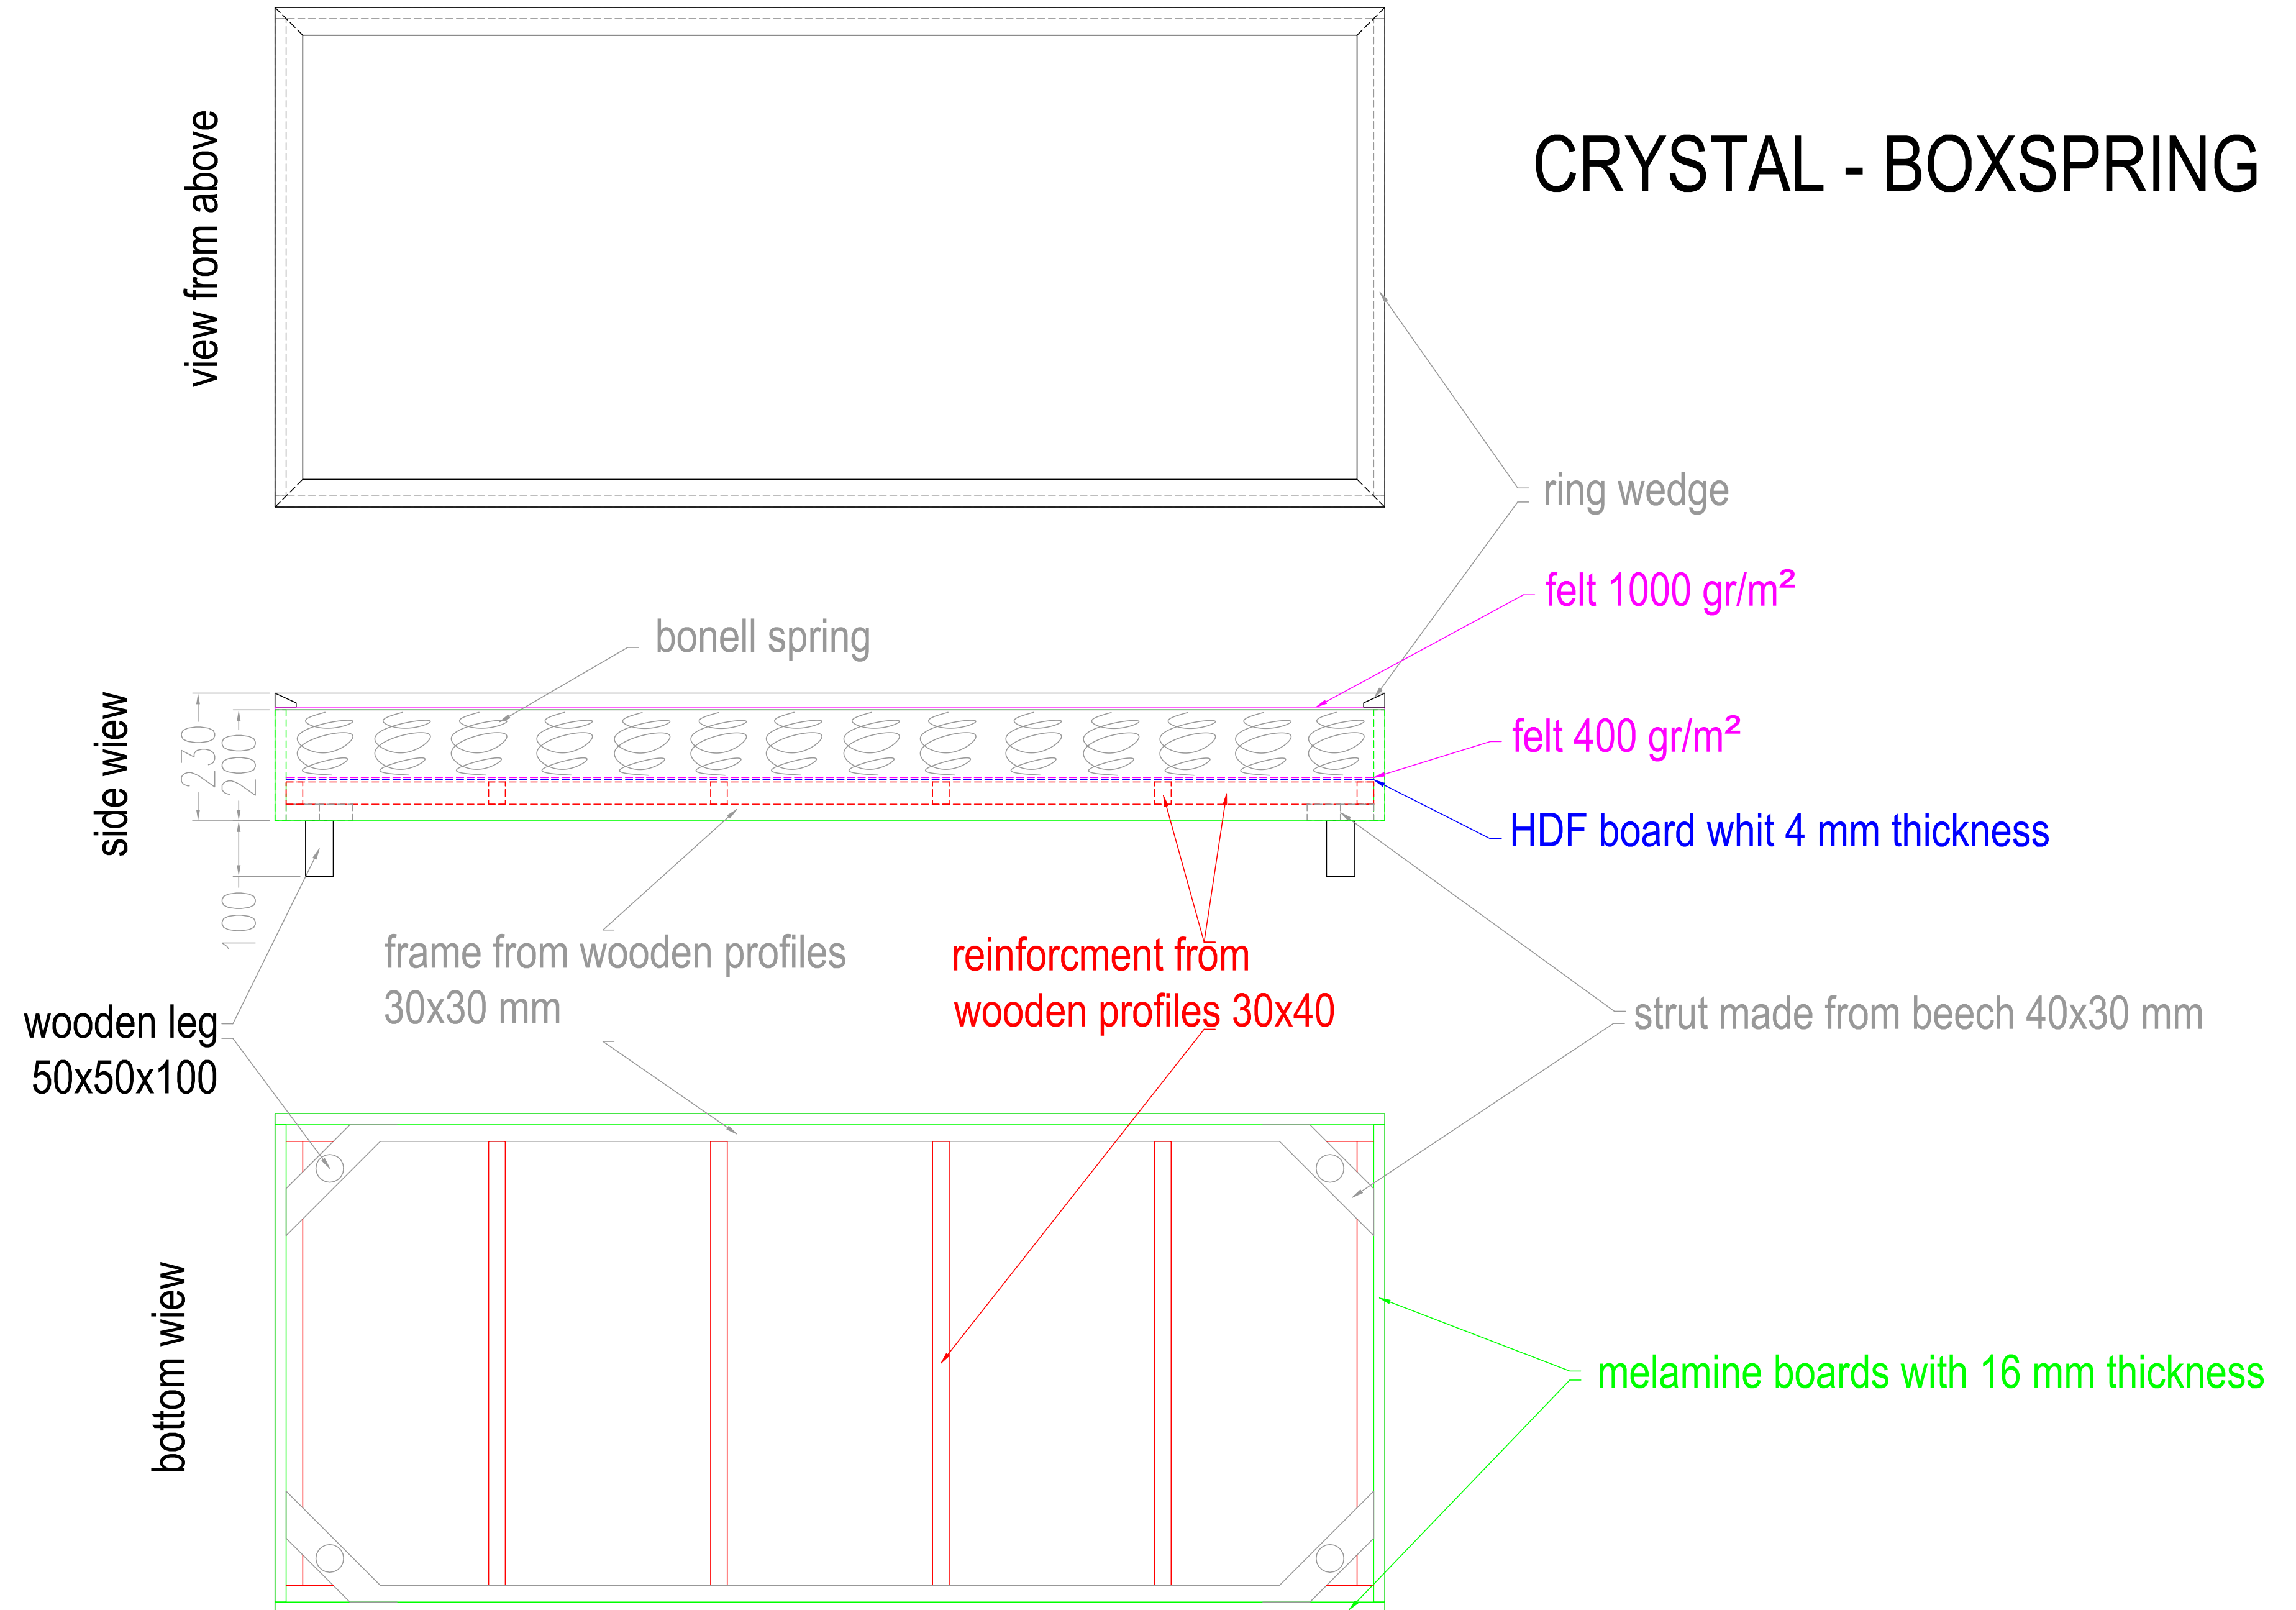 view from above
CRYSTAL - BOXSPRING
ring wedge
felt 1000 gr/m²
bonell spring
side wiew
230
200
100
felt 400 gr/m²
HDF board whit 4 mm thickness
frame from wooden profiles
30x30 mm
reinforcment from
wooden profiles 30x40
strut made from beech 40x30 mm
wooden leg
50x50x100
bottom wiew
melamine boards with 16 mm thickness